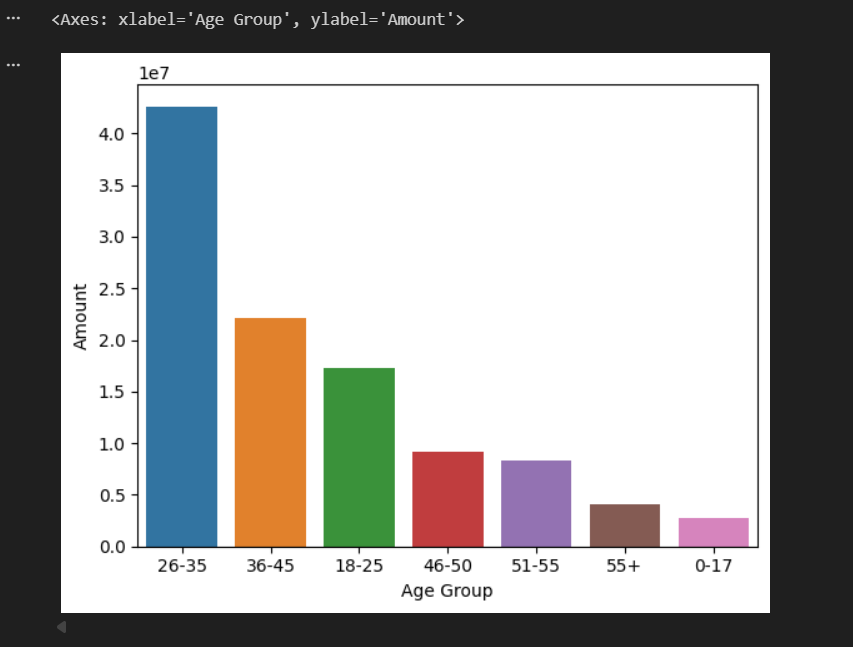 ... <Axes: xlabel='Age Group', ylabel='Amount'>
...
1e7
4.0
3.5
3.0
2.5
2.0
1.5
1.0
0.5
0.0
Amount
26-35 36-45 18-25 46-50 51-55 55+ 0-17
Age Group